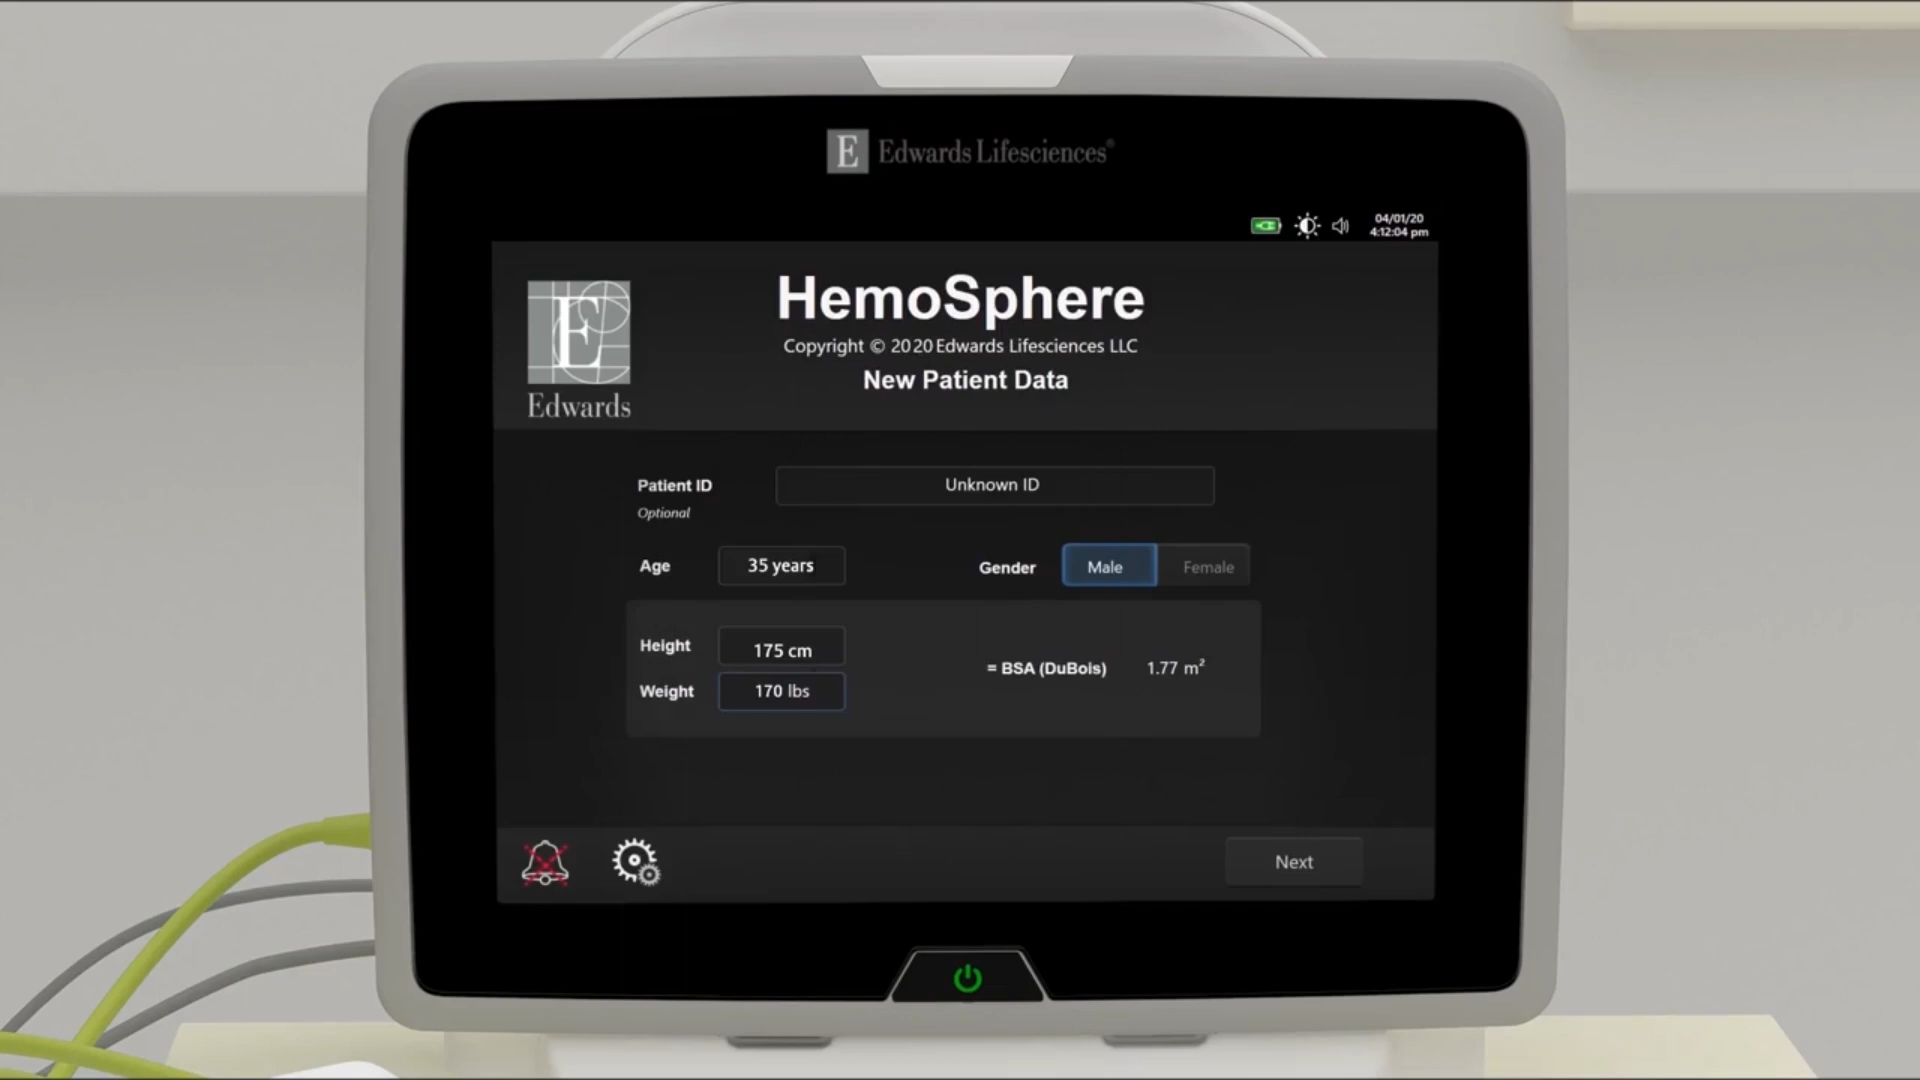 E Edwards Lifesciences®
04/01/20
4:12:04 pm
E
Edwards
HemoSphere
Copyright © 2020 Edwards Lifesciences LLC
New Patient Data
Patient ID
Unknown ID
Optional
Age
35 years
Gender
Male
Female
Height
175 cm
= BSA (DuBois)
1.77 m²
Weight
170 lbs
Next